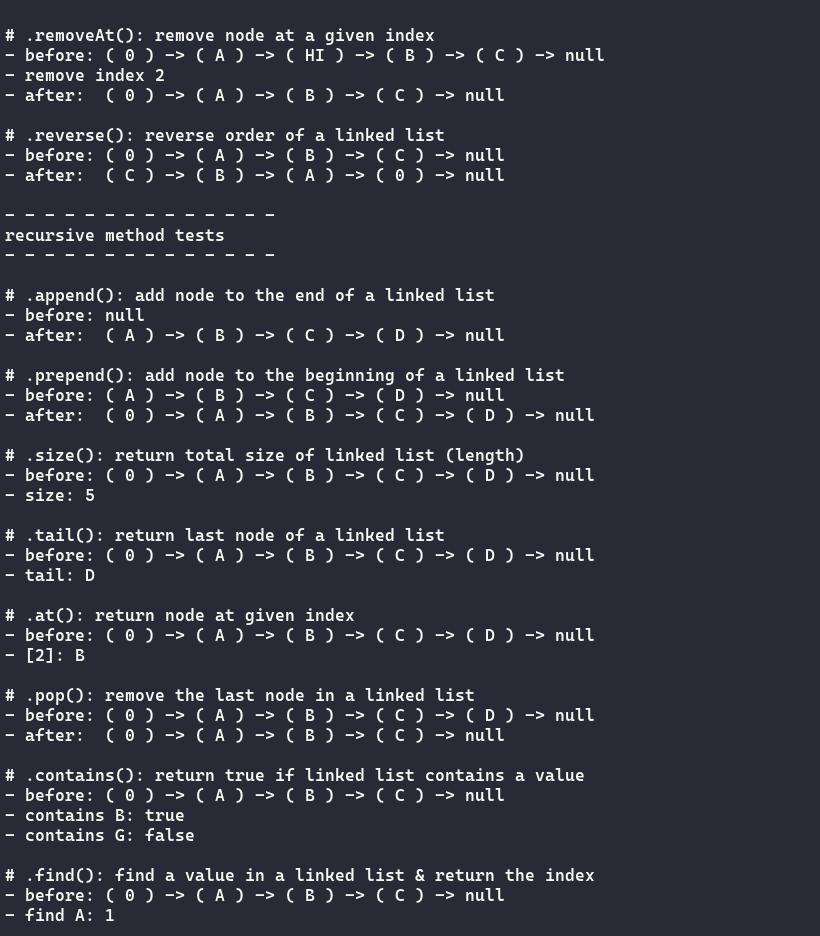 # .removeAt(): remove node at a given index
- before: ( 0 ) -> ( A ) -> ( HI ) -> ( B ) -> ( C ) -> null
- remove index 2
- after:  ( 0 ) -> ( A ) -> ( B ) -> ( C ) -> null

# .reverse(): reverse order of a linked list
- before: ( 0 ) -> ( A ) -> ( B ) -> ( C ) -> null
- after:  ( C ) -> ( B ) -> ( A ) -> ( 0 ) -> null

- - - - - - - - - - - - - -
recursive method tests
- - - - - - - - - - - - - -

# .append(): add node to the end of a linked list
- before: null
- after:  ( A ) -> ( B ) -> ( C ) -> ( D ) -> null

# .prepend(): add node to the beginning of a linked list
- before: ( A ) -> ( B ) -> ( C ) -> ( D ) -> null
- after:  ( 0 ) -> ( A ) -> ( B ) -> ( C ) -> ( D ) -> null

# .size(): return total size of linked list (length)
- before: ( 0 ) -> ( A ) -> ( B ) -> ( C ) -> ( D ) -> null
- size: 5

# .tail(): return last node of a linked list
- before: ( 0 ) -> ( A ) -> ( B ) -> ( C ) -> ( D ) -> null
- tail: D

# .at(): return node at given index
- before: ( 0 ) -> ( A ) -> ( B ) -> ( C ) -> ( D ) -> null
- [2]: B

# .pop(): remove the last node in a linked list
- before: ( 0 ) -> ( A ) -> ( B ) -> ( C ) -> ( D ) -> null
- after:  ( 0 ) -> ( A ) -> ( B ) -> ( C ) -> null

# .contains(): return true if linked list contains a value
- before: ( 0 ) -> ( A ) -> ( B ) -> ( C ) -> null
- contains B: true
- contains G: false

# .find(): find a value in a linked list & return the index
- before: ( 0 ) -> ( A ) -> ( B ) -> ( C ) -> null
- find A: 1